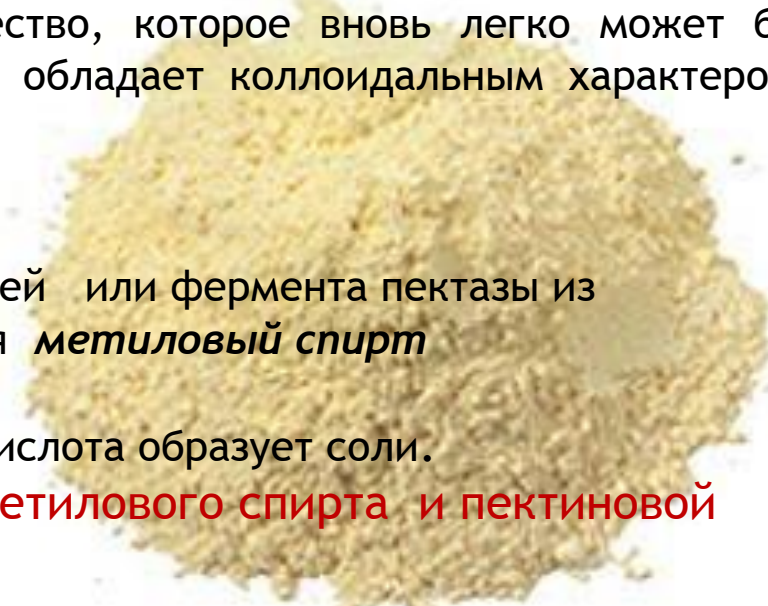 ество, которое вновь легко может б
обладает коллоидальным характеро
ей или фермента пектазы из
я метиловый спирт
ислота образует соли.
етилового спирта и пектиновой